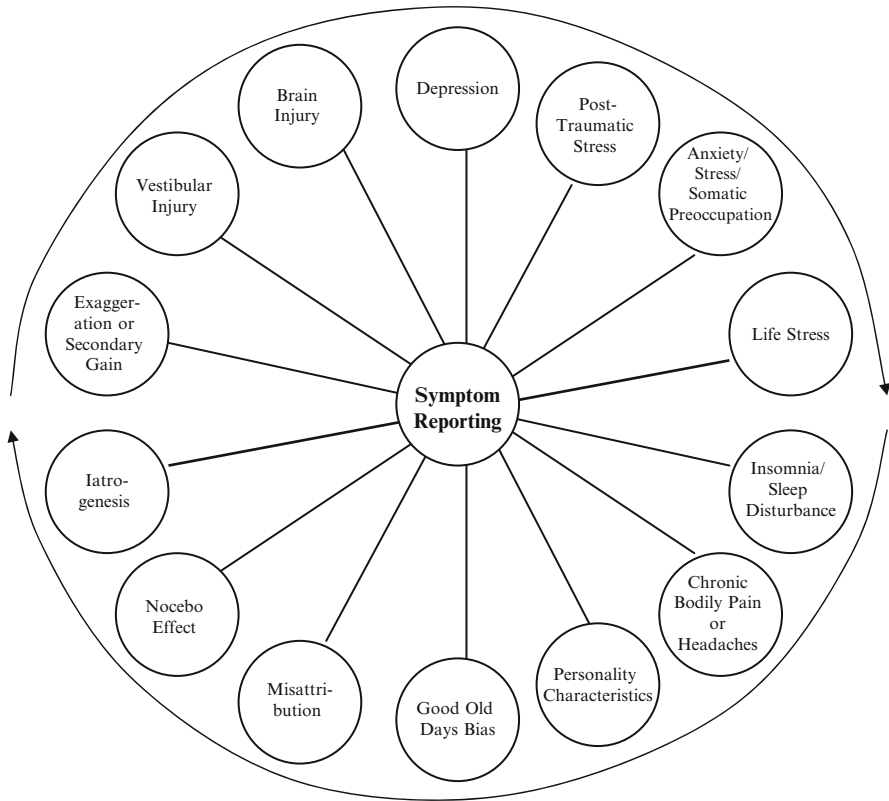 Depression
Post-
Traumatic
Stress
Anxiety/
Stress/
Somatic
Preoccupation
Life Stress
Insomnia/
Sleep
Disturbance
Chronic
Bodily Pain
or
Headaches
Personality
Characteristics
Good Old
Days Bias
Misattri-
bution
Nocebo
Effect
Iatro-
genesis
Exagger-
ation or
Secondary
Gain
Vestibular
Injury
Brain
Injury
Symptom
Reporting